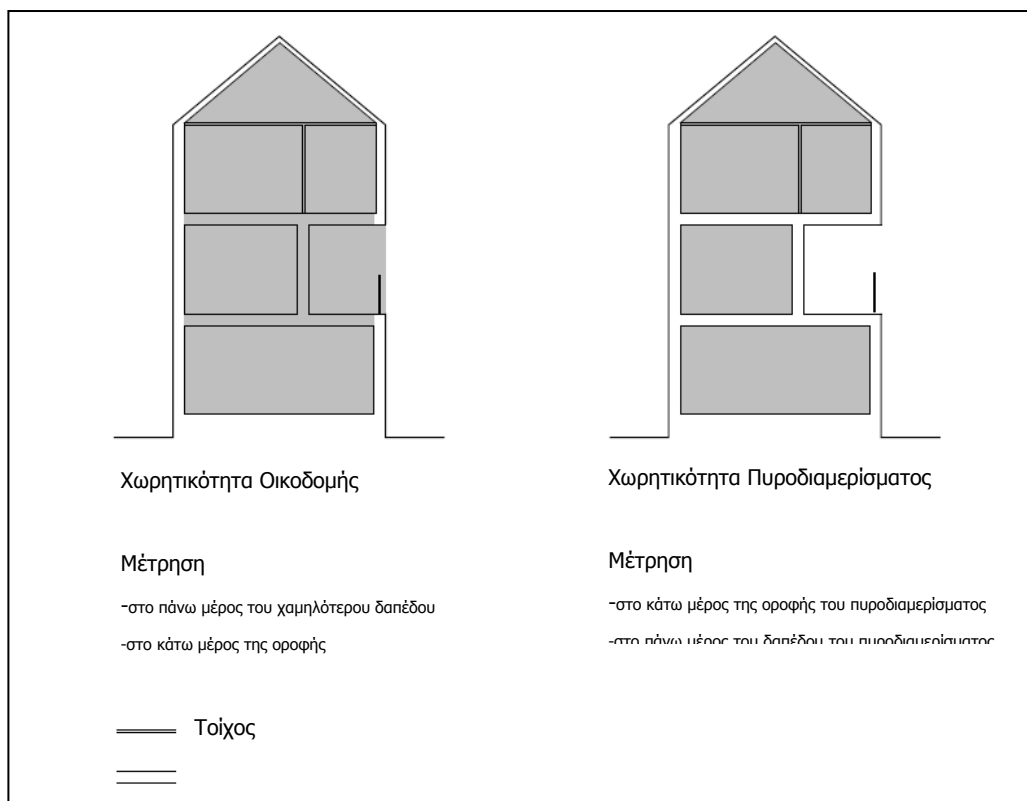 Χωρητικότητα Οικοδομής
Μέτρηση
-στο πάνω μέρος του χαμηλότερου δαπέδου
-στο κάτω μέρος της οροφής
Χωρητικότητα Πυροδιαμερίσματος
Μέτρηση
-στο κάτω μέρος της οροφής του πυροδιαμερίσματος
-στο πάνω μέρος του δαπέδου του πυροδιαμερίσματος
Τοίχος